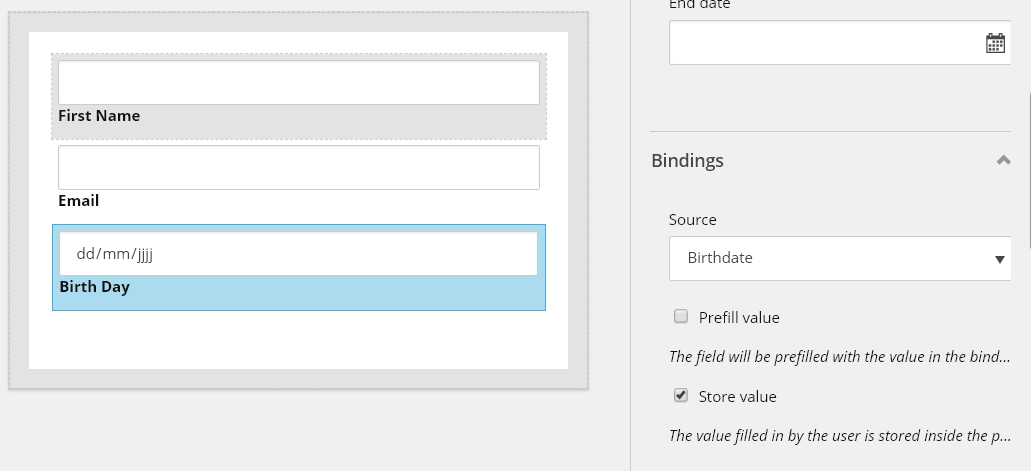 First Name
Email
dd/mm/jjjj
Birth Day
End date
Bindings
Source
Birthdate
Prefill value
The field will be prefilled with the value in the bind...
Store value
The value filled in by the user is stored inside the p...